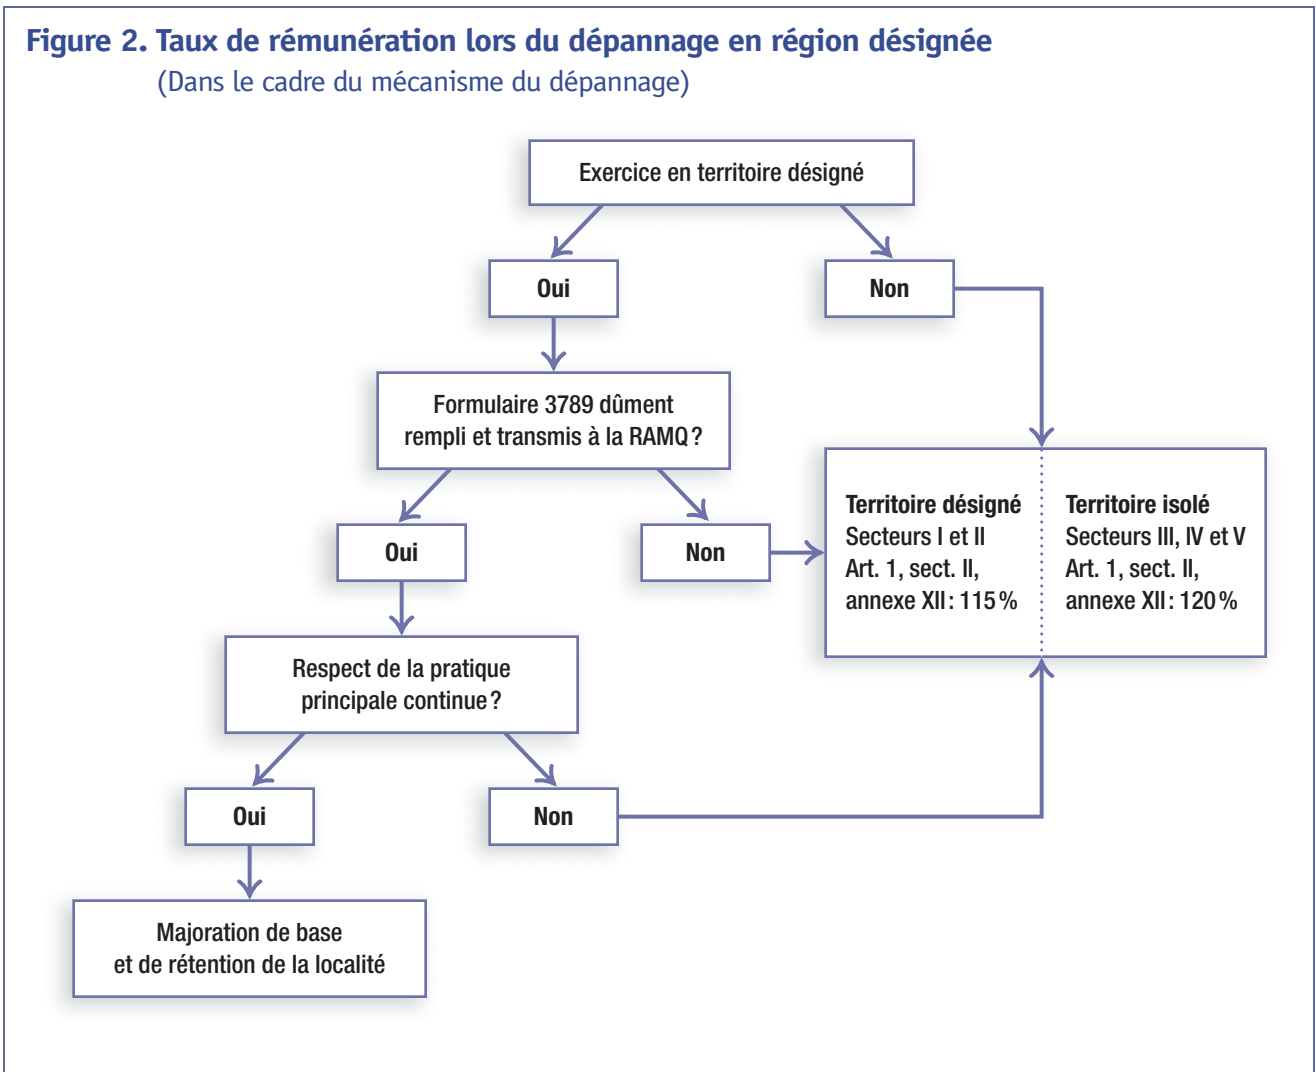 Figure 2. Taux de rémunération lors du dépannage en région désignée
(Dans le cadre du mécanisme du dépannage)
Exercice en territoire désigné
Oui
Non
Formulaire 3789 dûment
rempli et transmis à la RAMQ ?
Oui
Non
Territoire désigné
Secteurs I et II
Art. 1, sect. II,
annexe XII : 115 %
Territoire isolé
Secteurs III, IV et V
Art. 1, sect. II,
annexe XII : 120 %
Respect de la pratique
principale continue ?
Oui
Non
Majoration de base
et de rétention de la localité